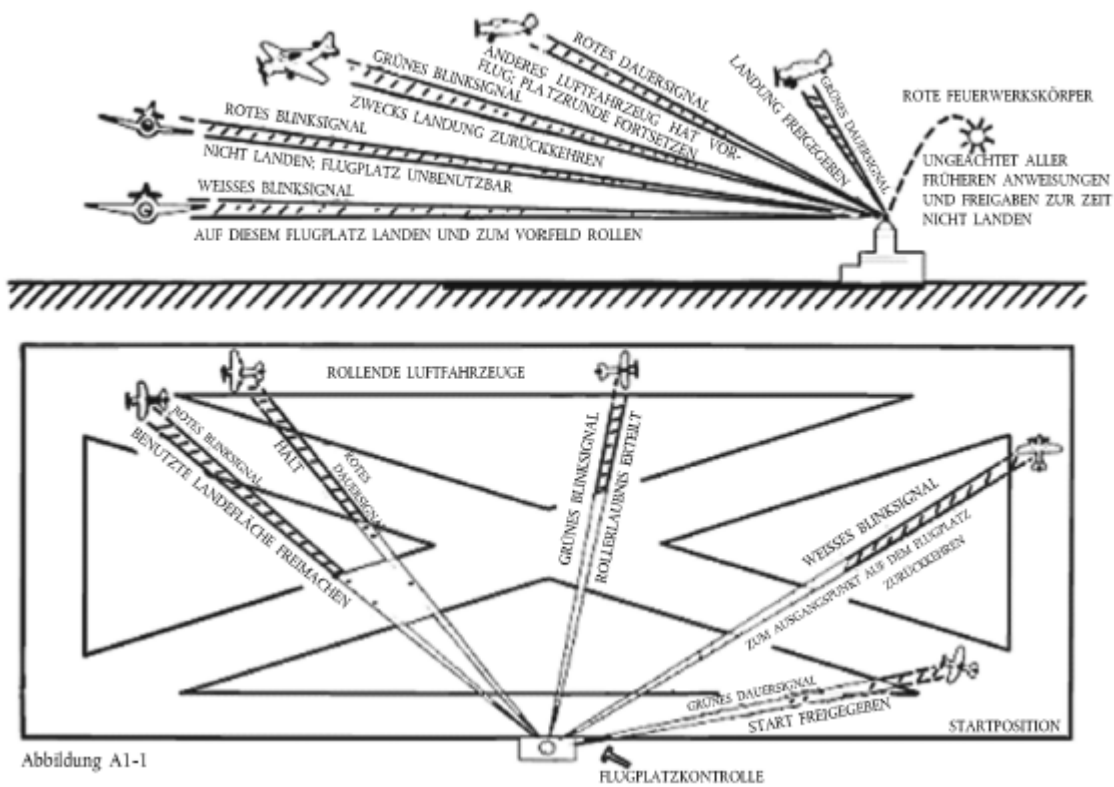 ROTES DAUERSIGNAL
ANDERES LUFTFAHRZEUG HAT VOR-
FLUG; PLATZRUNDE FORTSETZEN
GRÜNES BLINKSIGNAL
ZWECKS LANDUNG ZURÜCKKEHREN
GRÜNES DAUERSIGNAL
LANDUNG FREIGEGEBEN
ROTE FEUERWERKSKÖRPER
UNGEACHTET ALLER
FRÜHEREN ANWEISUNGEN
UND FREIGABEN ZUR ZEIT
NICHT LANDEN
ROTES BLINKSIGNAL
NICHT LANDEN; FLUGPLATZ UNBENUTZBAR
WEISSES BLINKSIGNAL
AUF DIESEM FLUGPLATZ LANDEN UND ZUM VORFELD ROLLEN
ROLLENDE LUFTFAHRZEUGE
ROTES BLINKSIGNAL
BENUTZTE LANDEFLÄCHE FREIMACHEN
ROTES
DAUERSIGNAL
HALT
GRÜNES BLINKSIGNAL
ROLLERLAUBNIS ERTEILT
WEISSES BLINKSIGNAL
ZUM AUSGANGSPUNKT AUF DEM FLUGPLATZ
ZURÜCKKEHREN
GRÜNES DAUERSIGNAL
START FREIGEGEBEN
STARTPOSITION
Abbildung A1-1
FLUGPLATZKONTROLLE